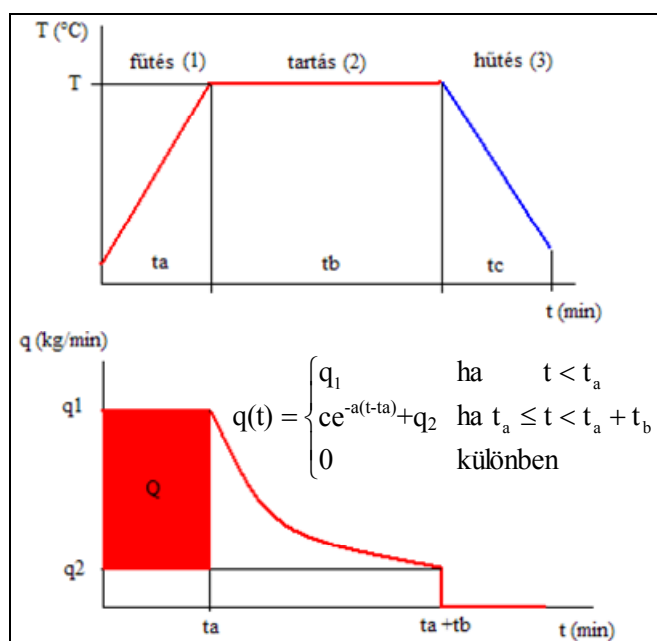 T (°C)
fűtés (1) tartás (2) hűtés (3)
T
ta tb tc
t (min)
q (kg/min)
q1
q(t) = { q₁ ha t < tₐ
ce^-a(t-ta)+q₂ ha tₐ ≤ t < tₐ + t_b
0 különben
Q
q2
ta ta +tb t (min)